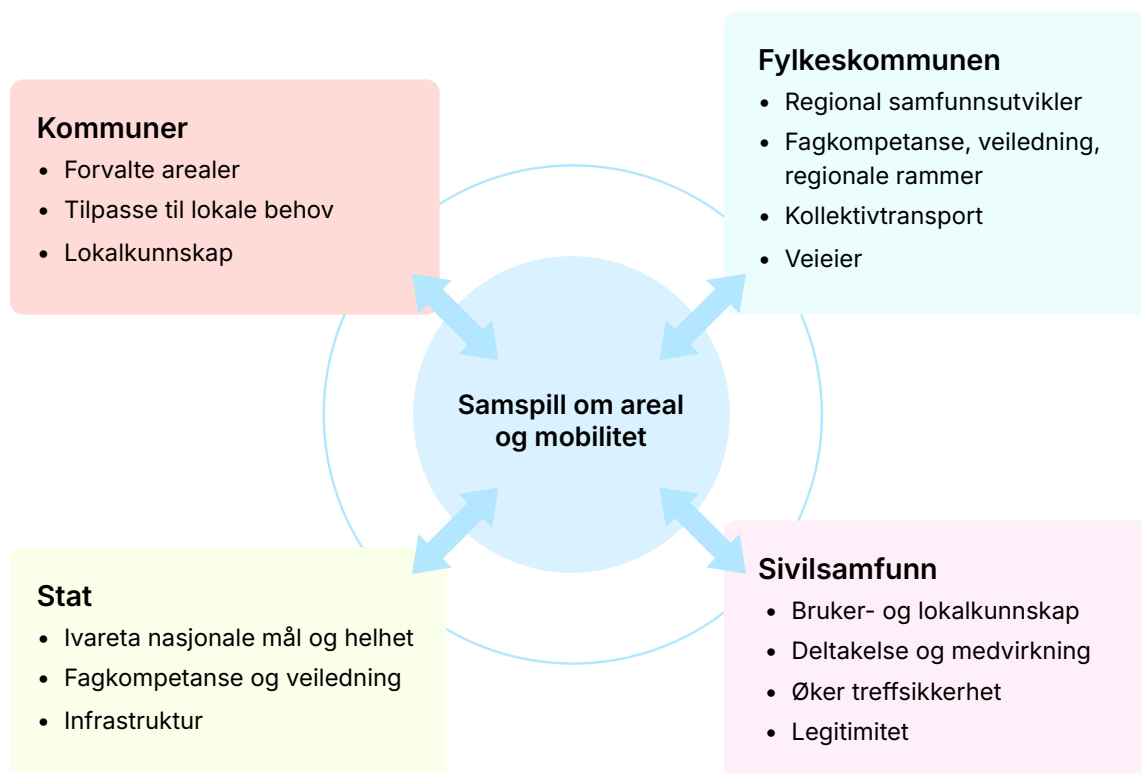 Kommuner
• Forvalte arealer
• Tilpasse til lokale behov
• Lokalkunnskap
Fylkeskommunen
• Regional samfunnsutvikler
• Fagkompetanse, veiledning,
regionale rammer
• Kollektivtransport
• Veieier
Samspill om areal
og mobilitet
Stat
• Ivareta nasjonale mål og helhet
• Fagkompetanse og veiledning
• Infrastruktur
Sivilsamfunn
• Bruker- og lokalkunnskap
• Deltakelse og medvirkning
• Øker treffsikkerhet
• Legitimitet